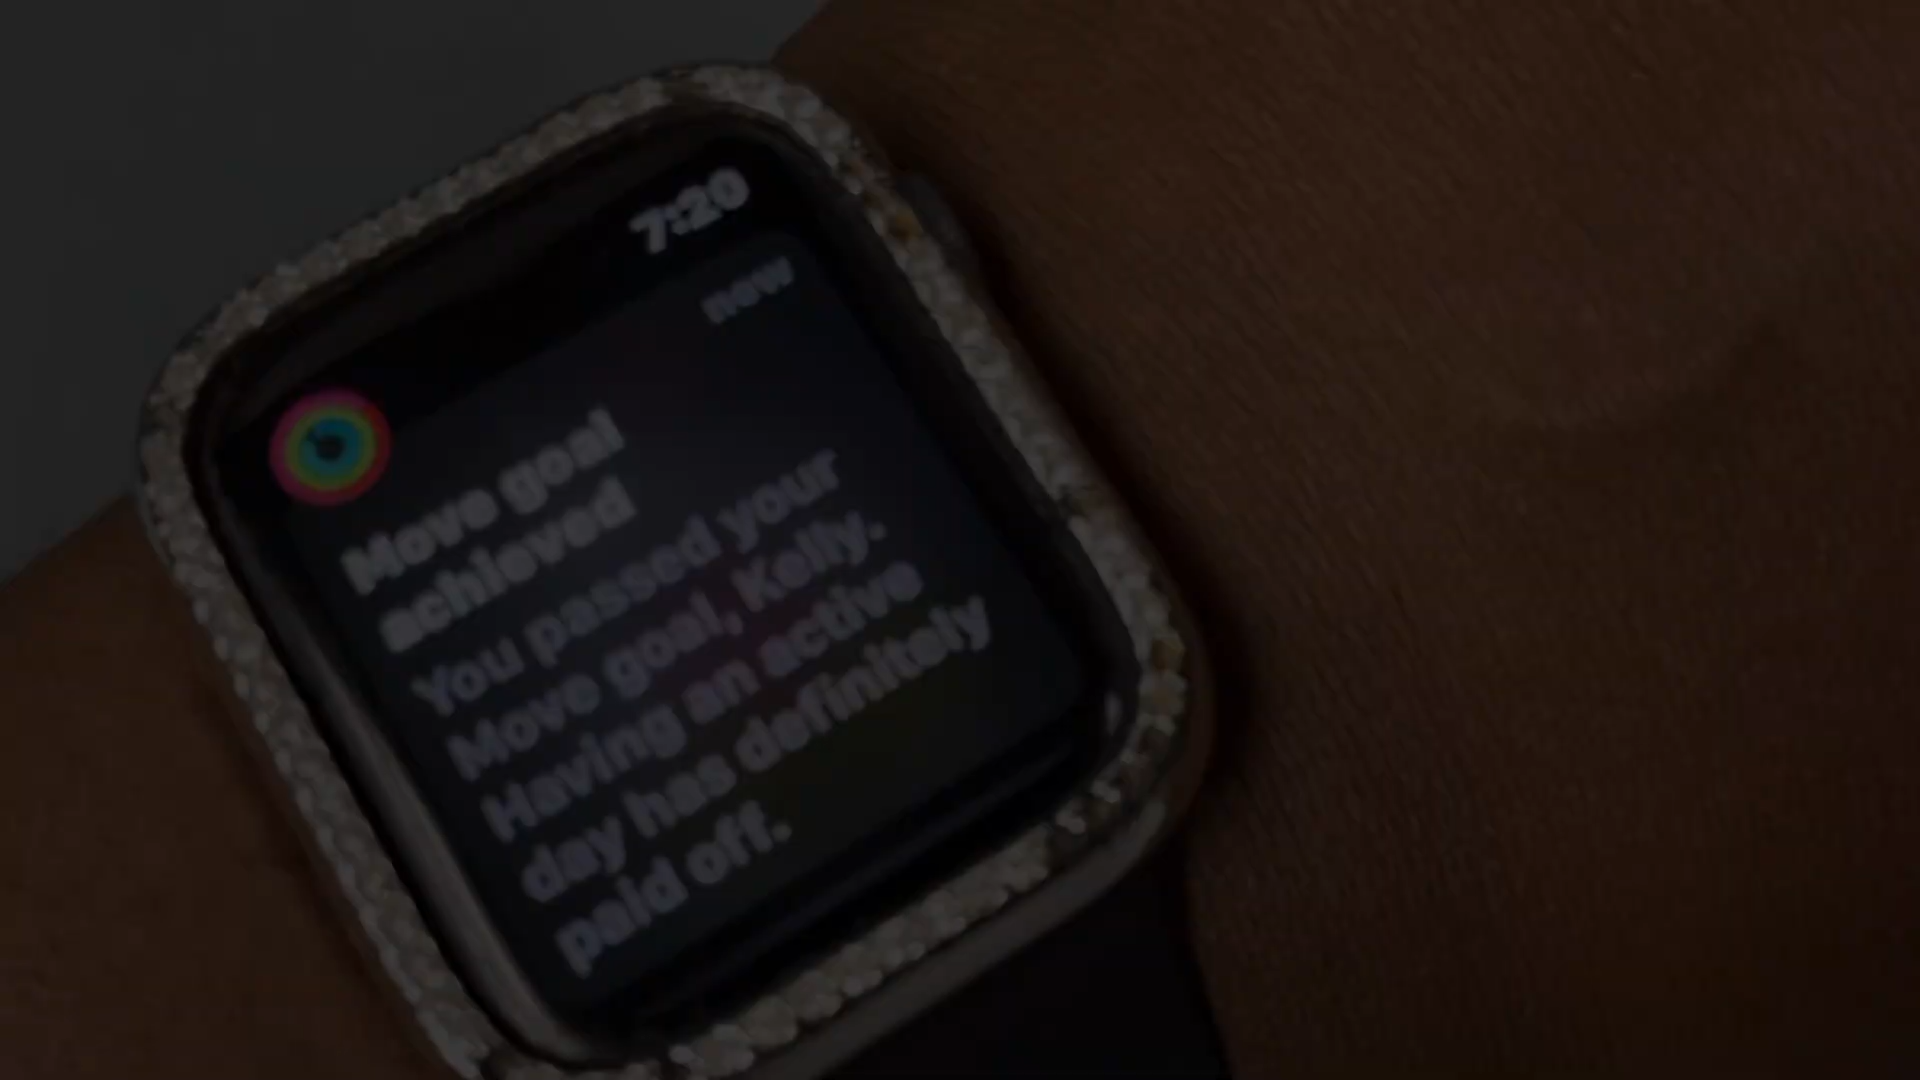 7:20
now
Move goal
achieved
You passed your
Move goal, Kelly.
Having an active
day has definitely
paid off.